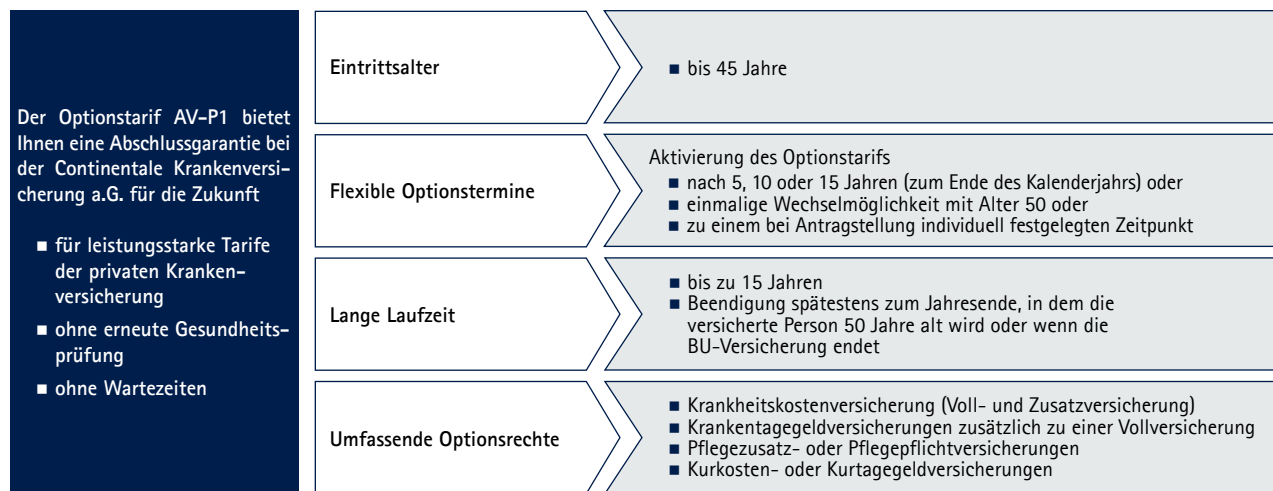 Der Optionstarif AV-P1 bietet
Ihnen eine Abschlussgarantie bei
der Continentale Krankenversi-
cherung a.G. für die Zukunft
■ für leistungsstarke Tarife
der privaten Kranken-
versicherung
■ ohne erneute Gesundheits-
prüfung
■ ohne Wartezeiten
Eintrittsalter
■ bis 45 Jahre
Flexible Optionstermine
Aktivierung des Optionstarifs
■ nach 5, 10 oder 15 Jahren (zum Ende des Kalenderjahrs) oder
■ einmalige Wechselmöglichkeit mit Alter 50 oder
■ zu einem bei Antragstellung individuell festgelegten Zeitpunkt
Lange Laufzeit
■ bis zu 15 Jahren
■ Beendigung spätestens zum Jahresende, in dem die
versicherte Person 50 Jahre alt wird oder wenn die
BU-Versicherung endet
Umfassende Optionsrechte
■ Krankheitskostenversicherung (Voll- und Zusatzversicherung)
■ Krankentagegeldversicherungen zusätzlich zu einer Vollversicherung
■ Pflegezusatz- oder Pflegepflichtversicherungen
■ Kurkosten- oder Kurtagegeldversicherungen